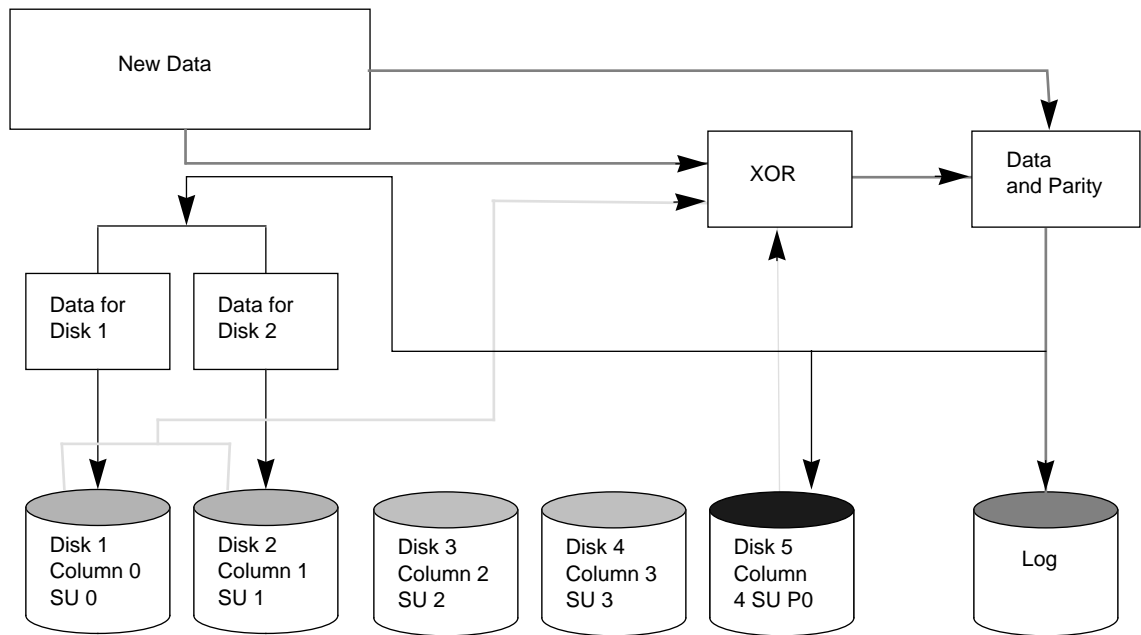 New Data
XOR
Data
and Parity
Data for
Disk 1
Data for
Disk 2
Disk 1
Column 0
SU 0
Disk 2
Column 1
SU 1
Disk 3
Column 2
SU 2
Disk 4
Column 3
SU 3
Disk 5
Column
4 SU P0
Log